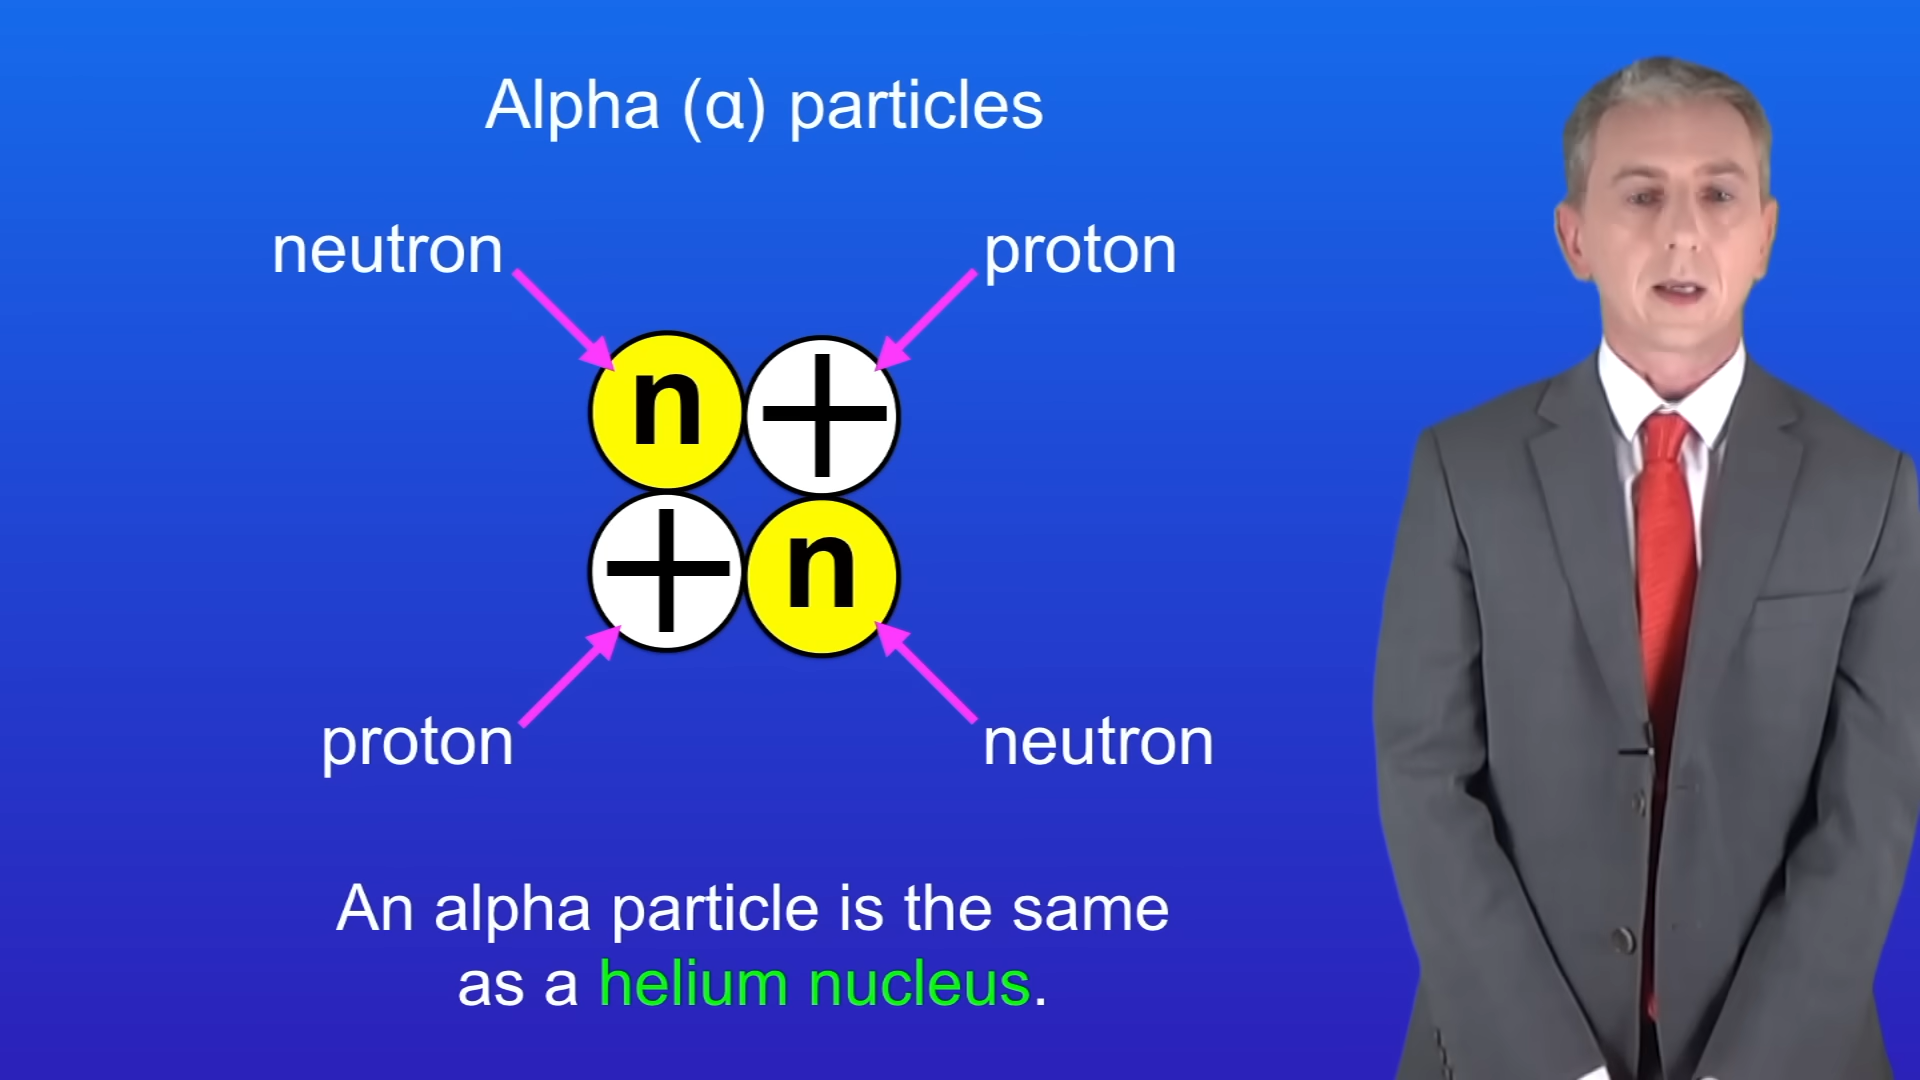 Alpha (α) particles
neutron
proton
n
+
+
n
proton
neutron
An alpha particle is the same
as a helium nucleus.